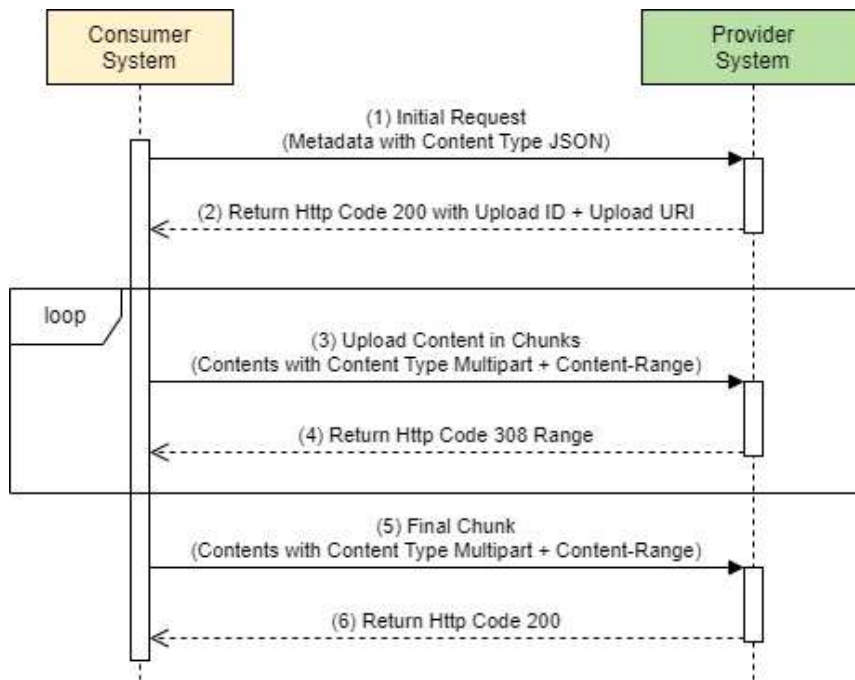 Consumer
System
Provider
System
(1) Initial Request
(Metadata with Content Type JSON)
(2) Return Http Code 200 with Upload ID + Upload URI
loop
(3) Upload Content in Chunks
(Contents with Content Type Multipart + Content-Range)
(4) Return Http Code 308 Range
(5) Final Chunk
(Contents with Content Type Multipart + Content-Range)
(6) Return Http Code 200